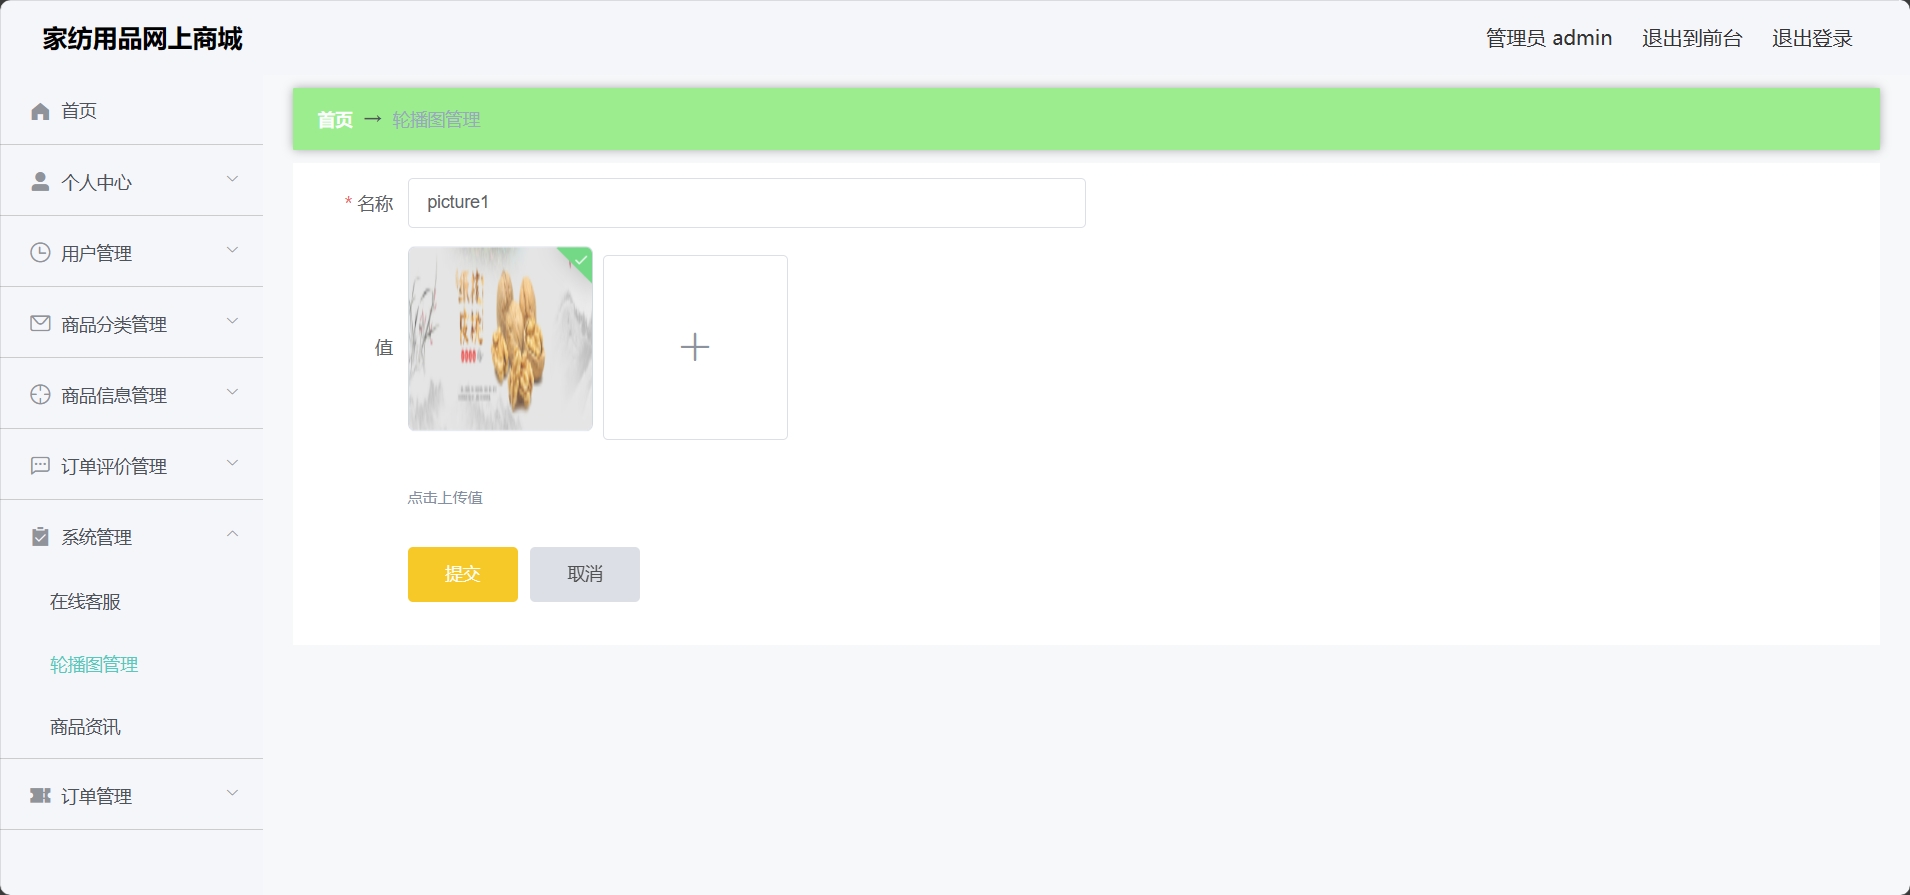 家纺用品网上商城
管理员 admin 退出到前台 退出登录
首页
个人中心
用户管理
商品分类管理
商品信息管理
订单评价管理
系统管理
在线客服
轮播图管理
商品资讯
订单管理
首页 → 轮播图管理
* 名称 picture1
值
点击上传值
提交 取消